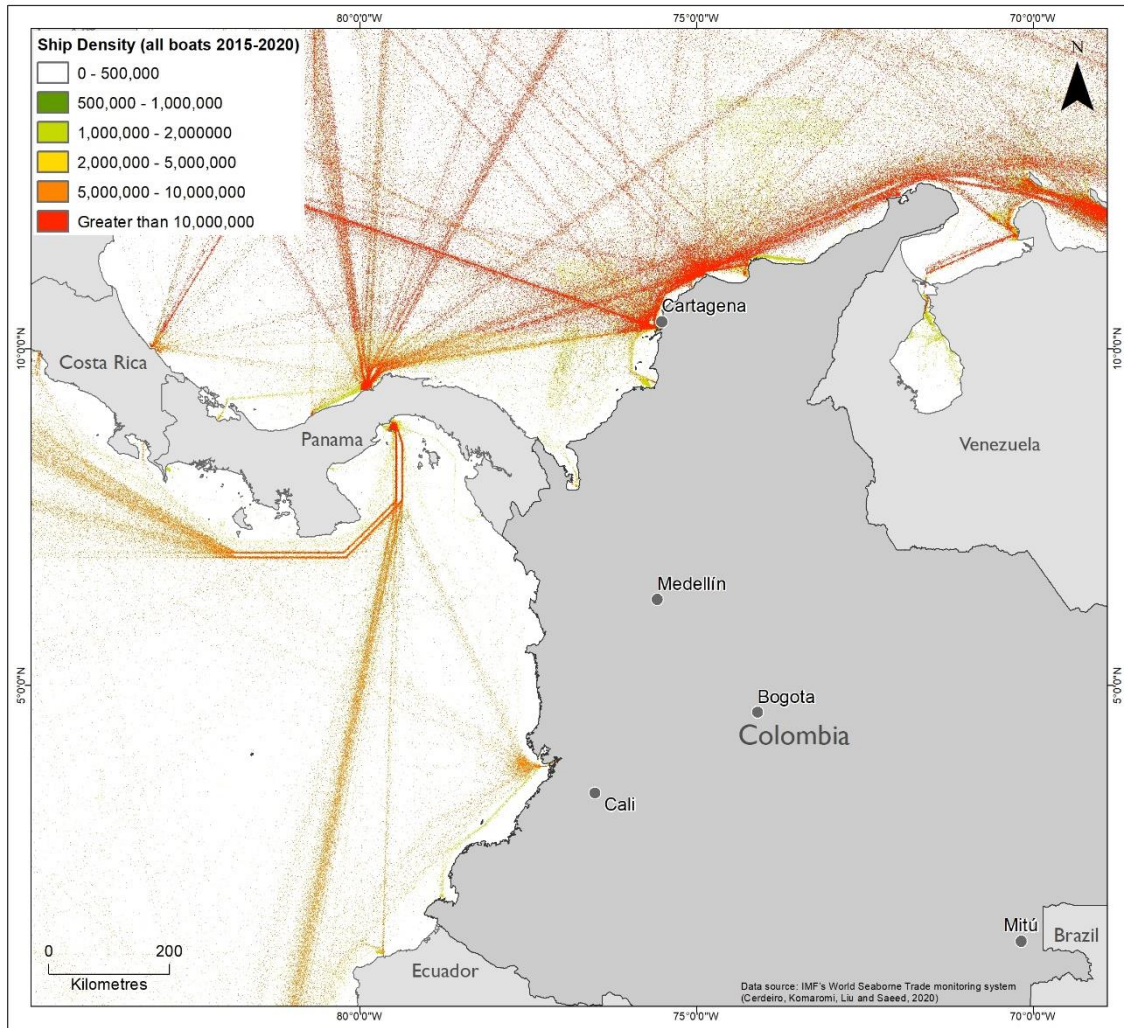 80°0'0"W
75°0'0"W
70°0'0"W
Ship Density (all boats 2015-2020)
0 - 500,000
500,000 - 1,000,000
1,000,000 - 2,000000
2,000,000 - 5,000,000
5,000,000 - 10,000,000
Greater than 10,000,000
N
Cartagena
10°0'0"N
10°0'0"N
Costa Rica
Panama
Venezuela
Medellín
5°0'0"N
5°0'0"N
Bogota
Colombia
Cali
Mitú
Brazil
0 200
Kilometres
Ecuador
Data source: IMF's World Seaborne Trade monitoring system
(Cerdeiro, Komaromi, Liu and Saeed, 2020)
80°0'0"W
75°0'0"W
70°0'0"W